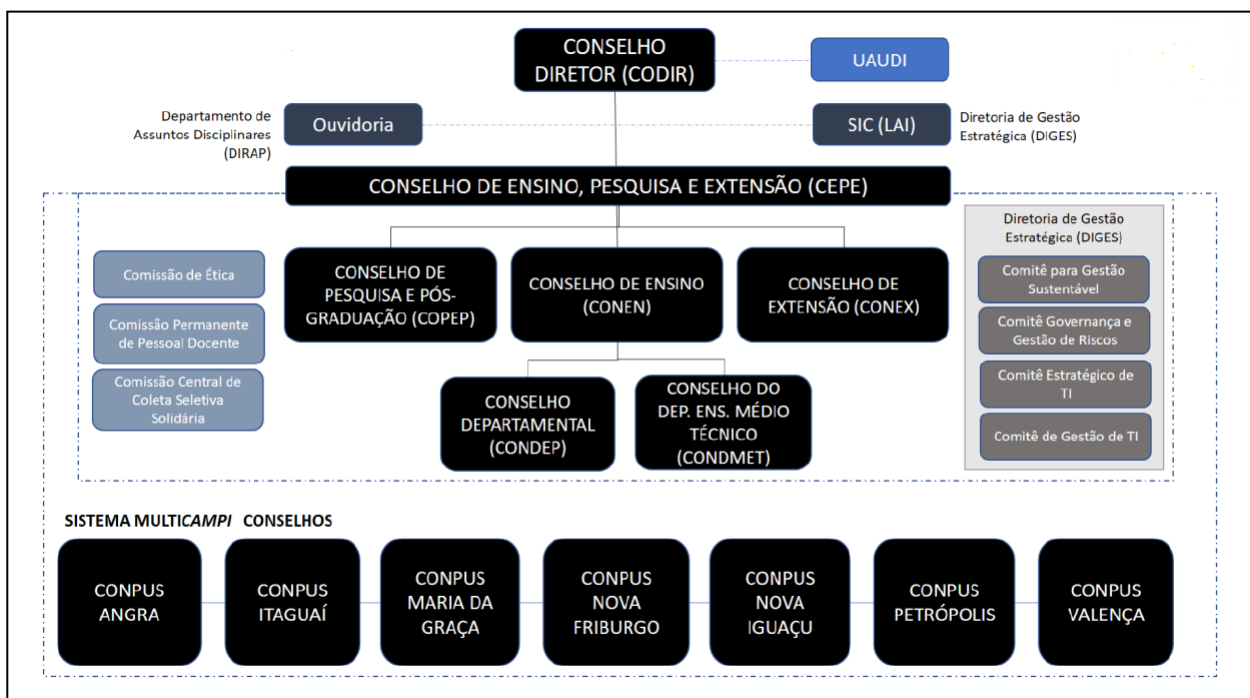 CONSELHO
DIRETOR (CODIR)
UAUDI
Departamento de
Assuntos Disciplinares
(DIRAP)
Ouvidoria
SIC (LAI)
Diretoria de Gestão
Estratégica (DIGES)
CONSELHO DE ENSINO, PESQUISA E EXTENSÃO (CEPE)
Comissão de Ética
Comissão Permanente
de Pessoal Docente
Comissão Central de
Coleta Seletiva
Solidária
CONSELHO DE
PESQUISA E PÓS-
GRADUAÇÃO (COPEP)
CONSELHO DE ENSINO
(CONEN)
CONSELHO DE
EXTENSÃO (CONEX)
Diretoria de Gestão
Estratégica (DIGES)
Comitê para Gestão
Sustentável
Comitê Governança e
Gestão de Riscos
Comitê Estratégico de
TI
Comitê de Gestão de TI
CONSELHO
DEPARTAMENTAL
(CONDEP)
CONSELHO DO
DEP. ENS. MÉDIO
TÉCNICO
(CONDMET)
SISTEMA MULTICAMPI CONSELHOS
CONPUS
ANGRA
CONPUS
ITAGUAÍ
CONPUS
MARIA DA
GRAÇA
CONPUS
NOVA
FRIBURGO
CONPUS
NOVA
IGUAÇU
CONPUS
PETRÓPOLIS
CONPUS
VALENÇA